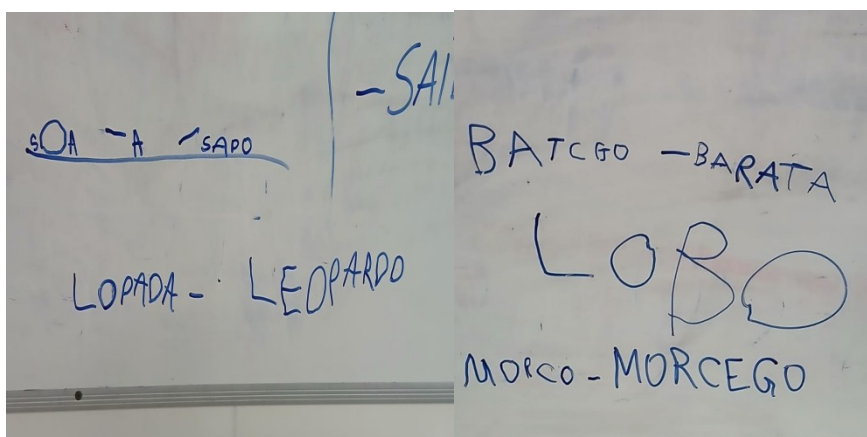 -SAI
sOA -A -SAPO
LOPADA- LEOPARDO
BATCGO -BARATA
LOBO
MORCO-MORCEGO